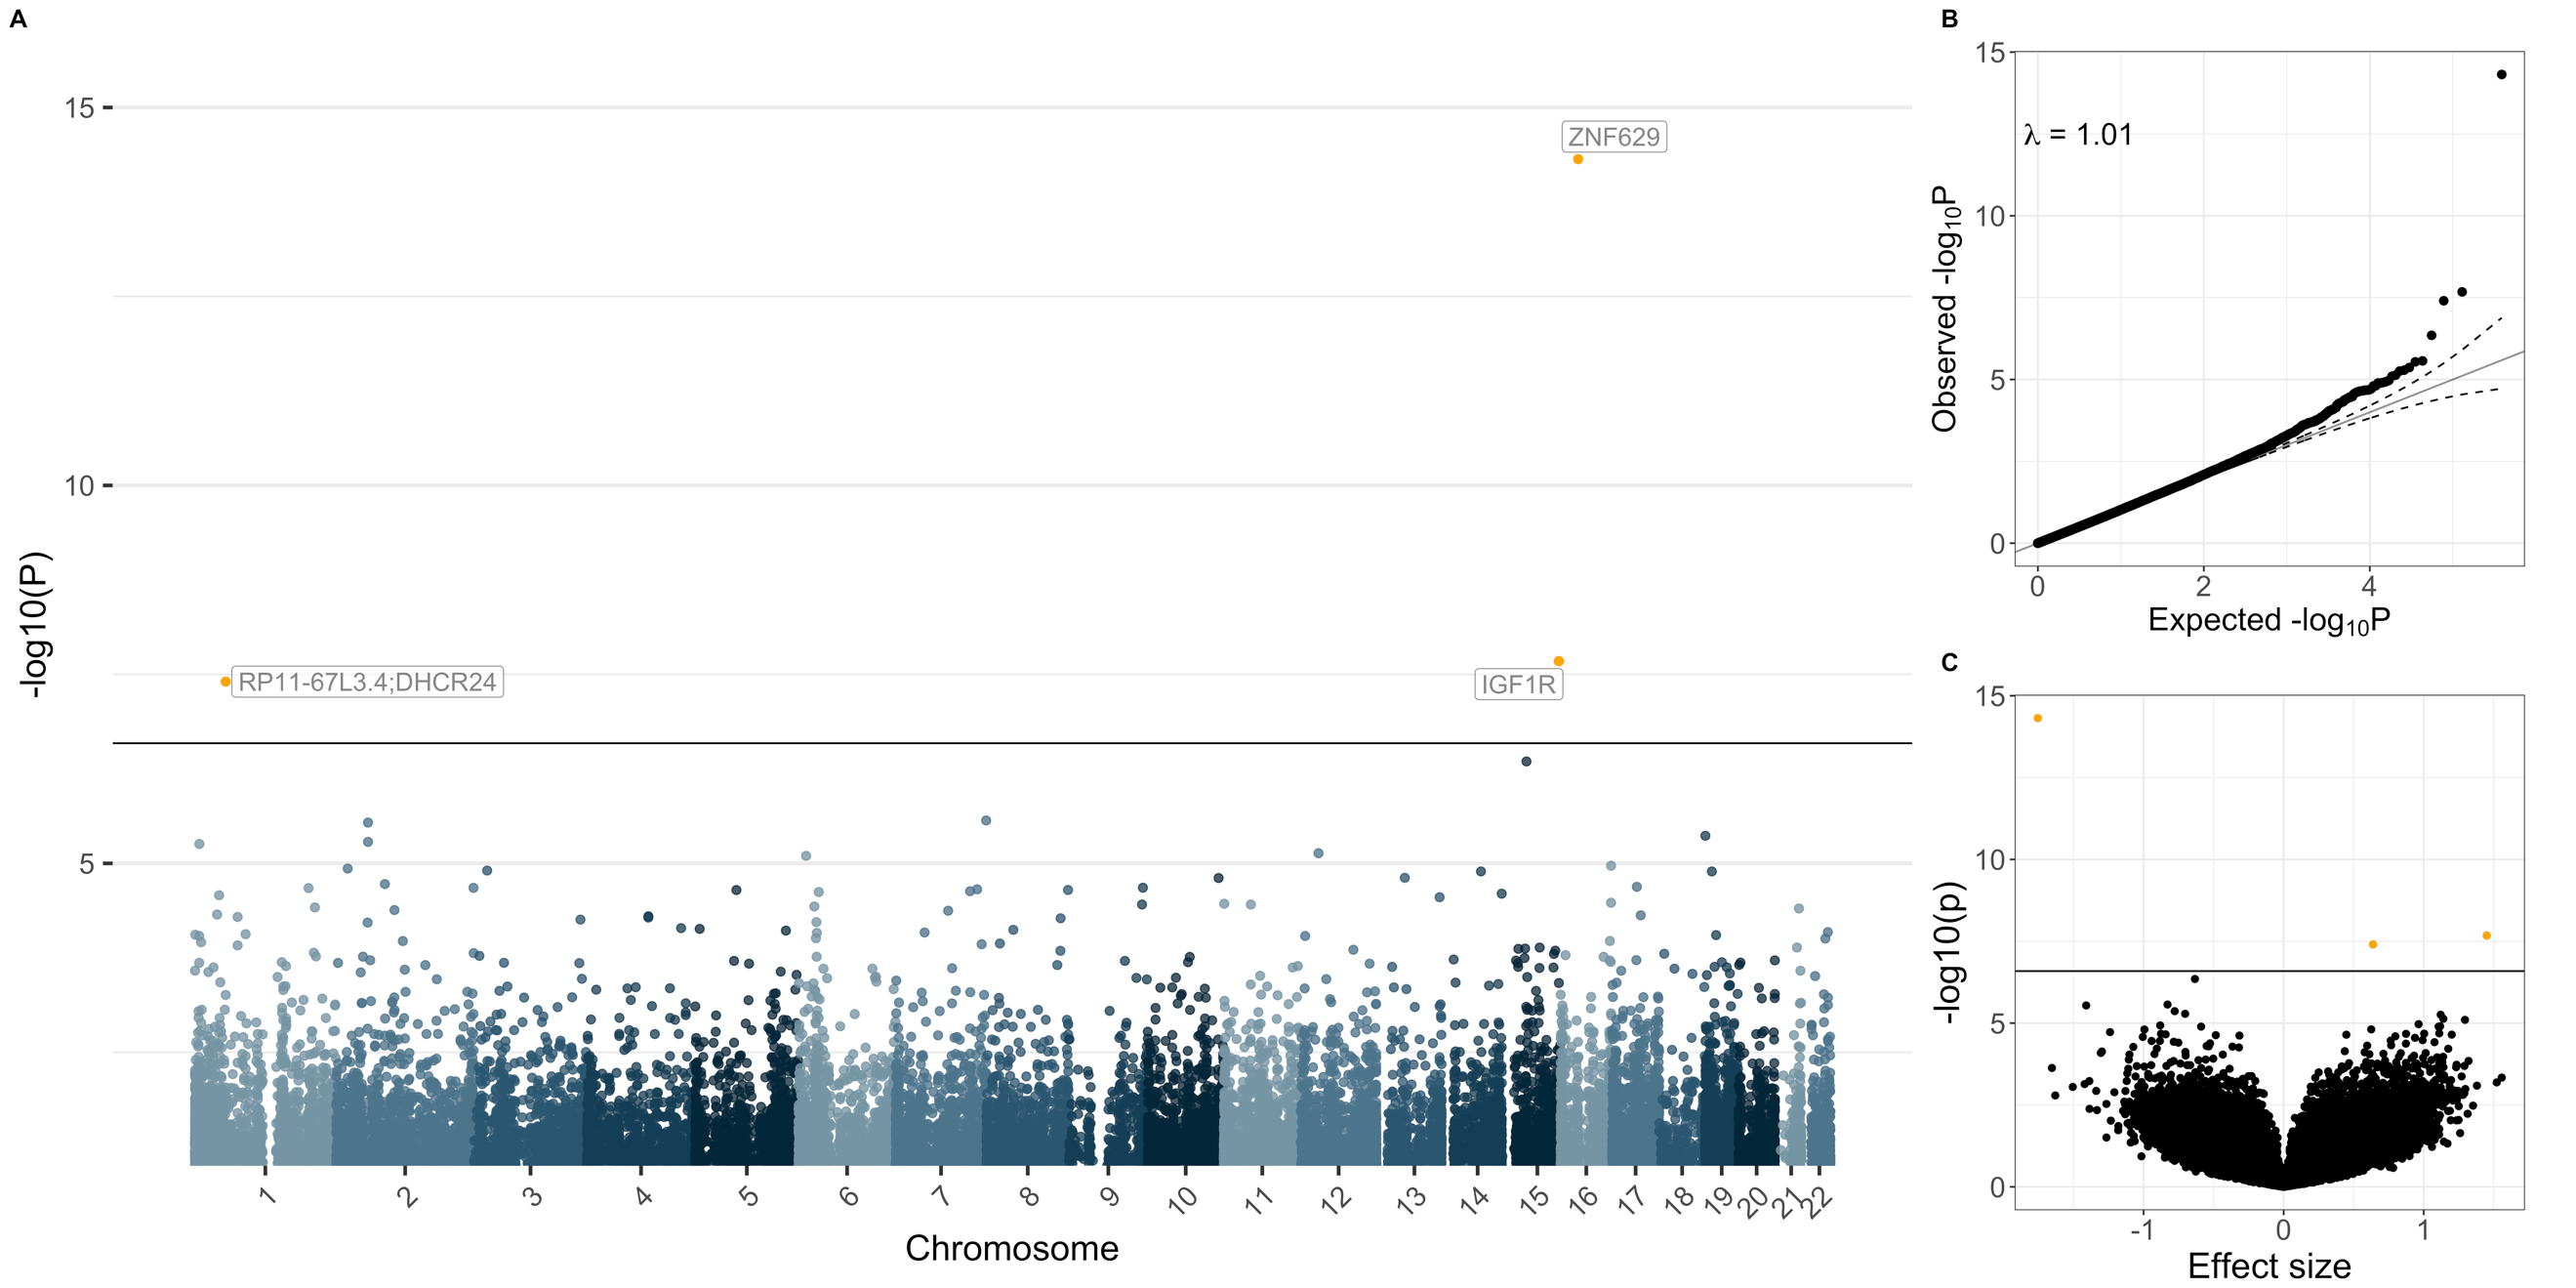 A
-log10(P)
15
10
5
ZNF629
RP11-67L3.4;DHCR24
IGF1R
1 2 3 4 5 6 7 8 9 10 11 12 13 14 15 16 17 18 19 20 21 22
Chromosome
B
Observed -log₁₀P
15
10
5
0
λ = 1.01
0 2 4
Expected -log₁₀P
C
-log10(p)
15
10
5
0
-1 0 1
Effect size